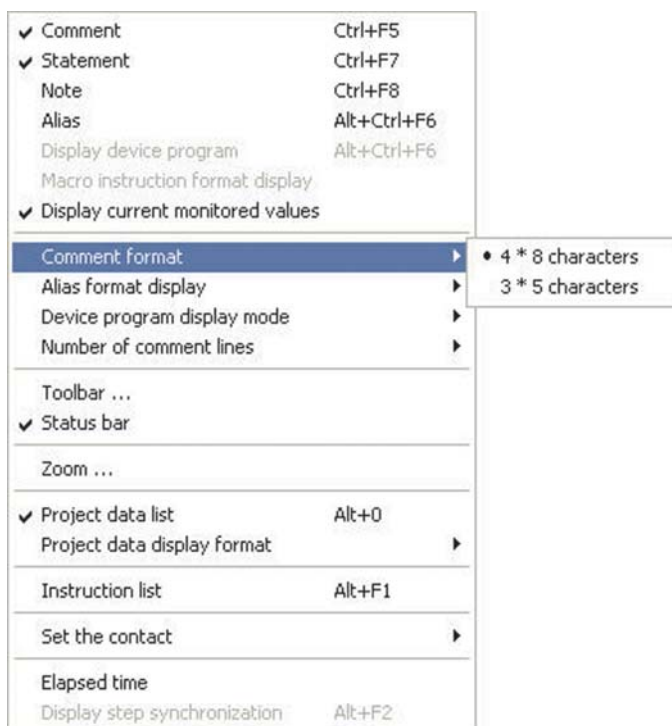 Comment Ctrl+F5
Statement Ctrl+F7
Note Ctrl+F8
Alias Alt+Ctrl+F6
Display device program Alt+Ctrl+F6
Macro instruction format display
Display current monitored values
Comment format
4 * 8 characters
3 * 5 characters
Alias format display
Device program display mode
Number of comment lines
Toolbar ...
Status bar
Zoom ...
Project data list Alt+0
Project data display format
Instruction list Alt+F1
Set the contact
Elapsed time
Display step synchronization Alt+F2